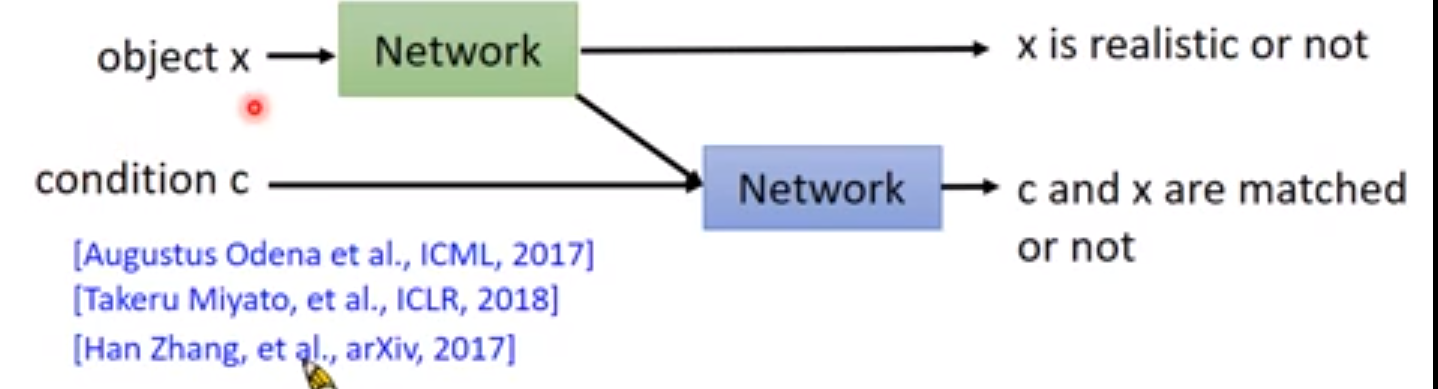 object x
Network
x is realistic or not
condition c
Network
c and x are matched
or not
[Augustus Odena et al., ICML, 2017]
[Takeru Miyato, et al., ICLR, 2018]
[Han Zhang, et al., arXiv, 2017]